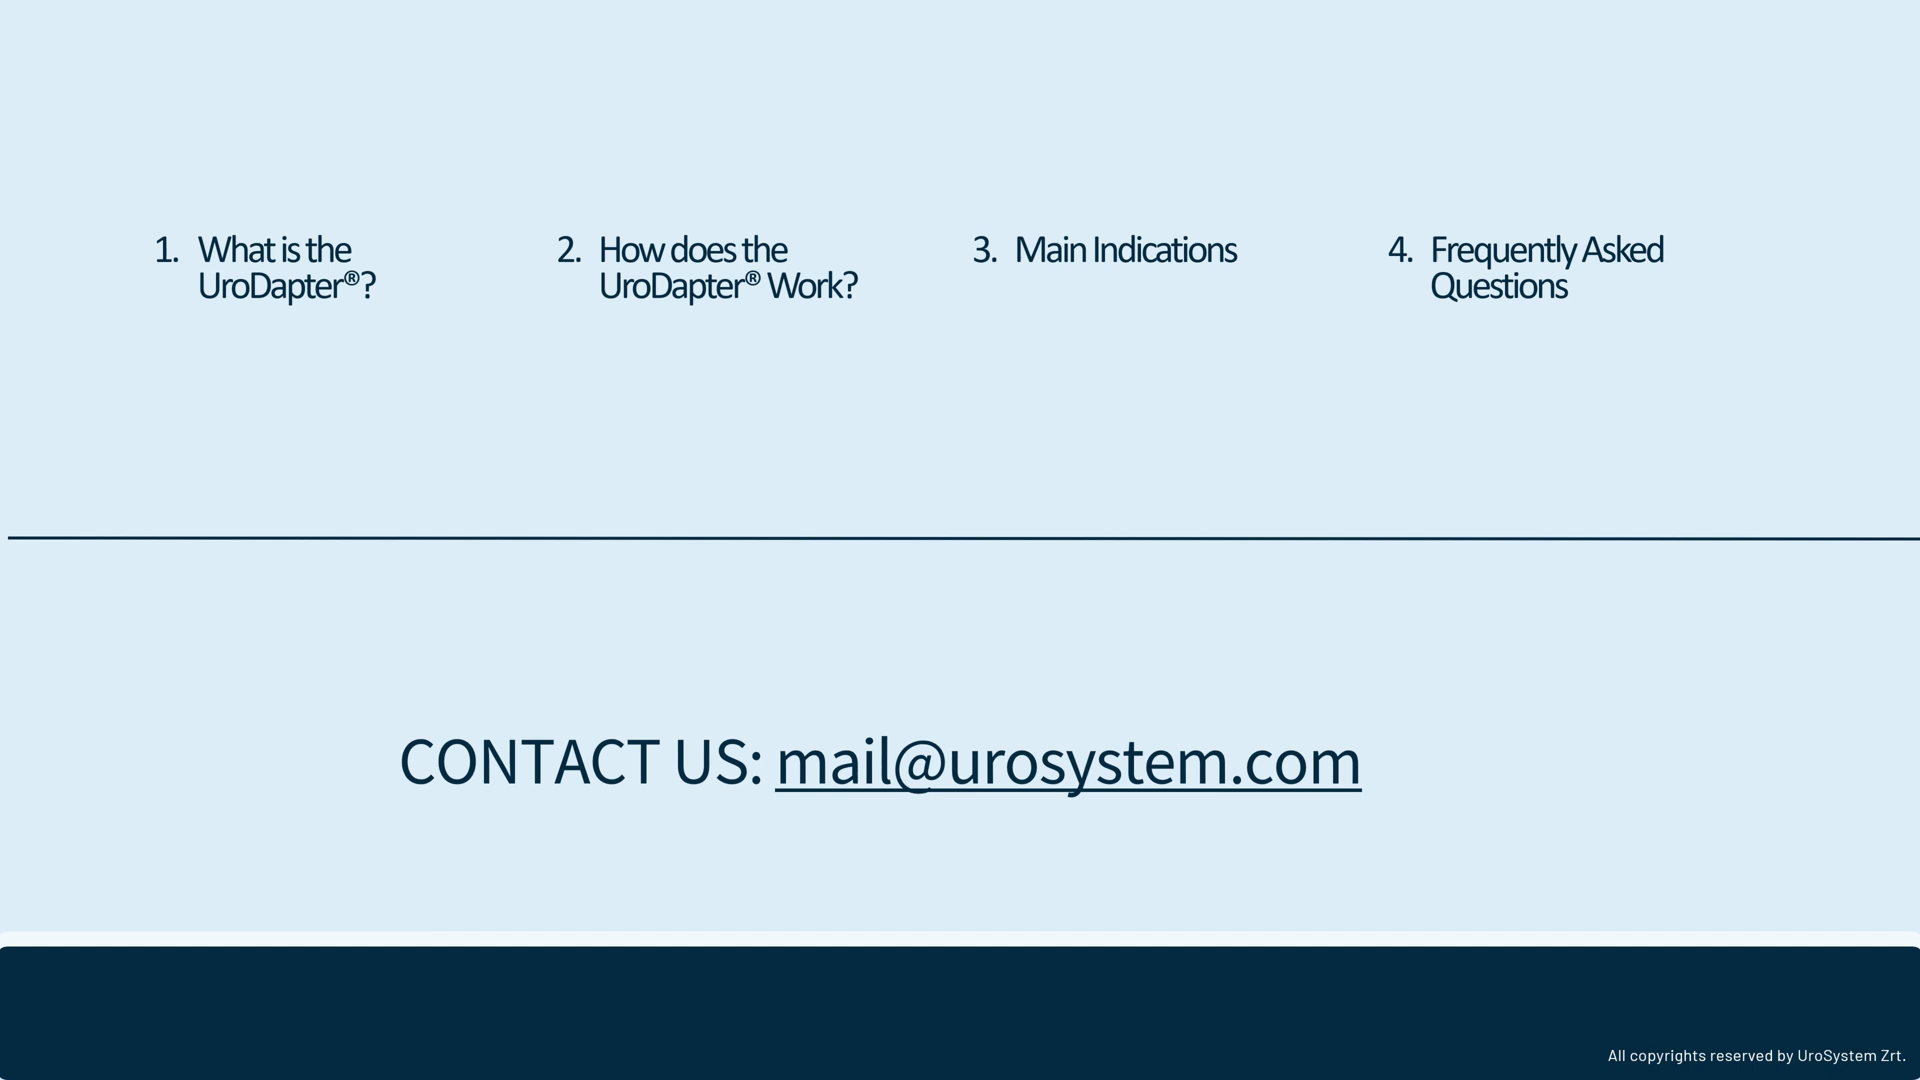 1. What is the
UroDapter®?
2. How does the
UroDapter® Work?
3. Main Indications
4. Frequently Asked
Questions
CONTACT US: mail@urosystem.com
All copyrights reserved by UroSystem Zrt.